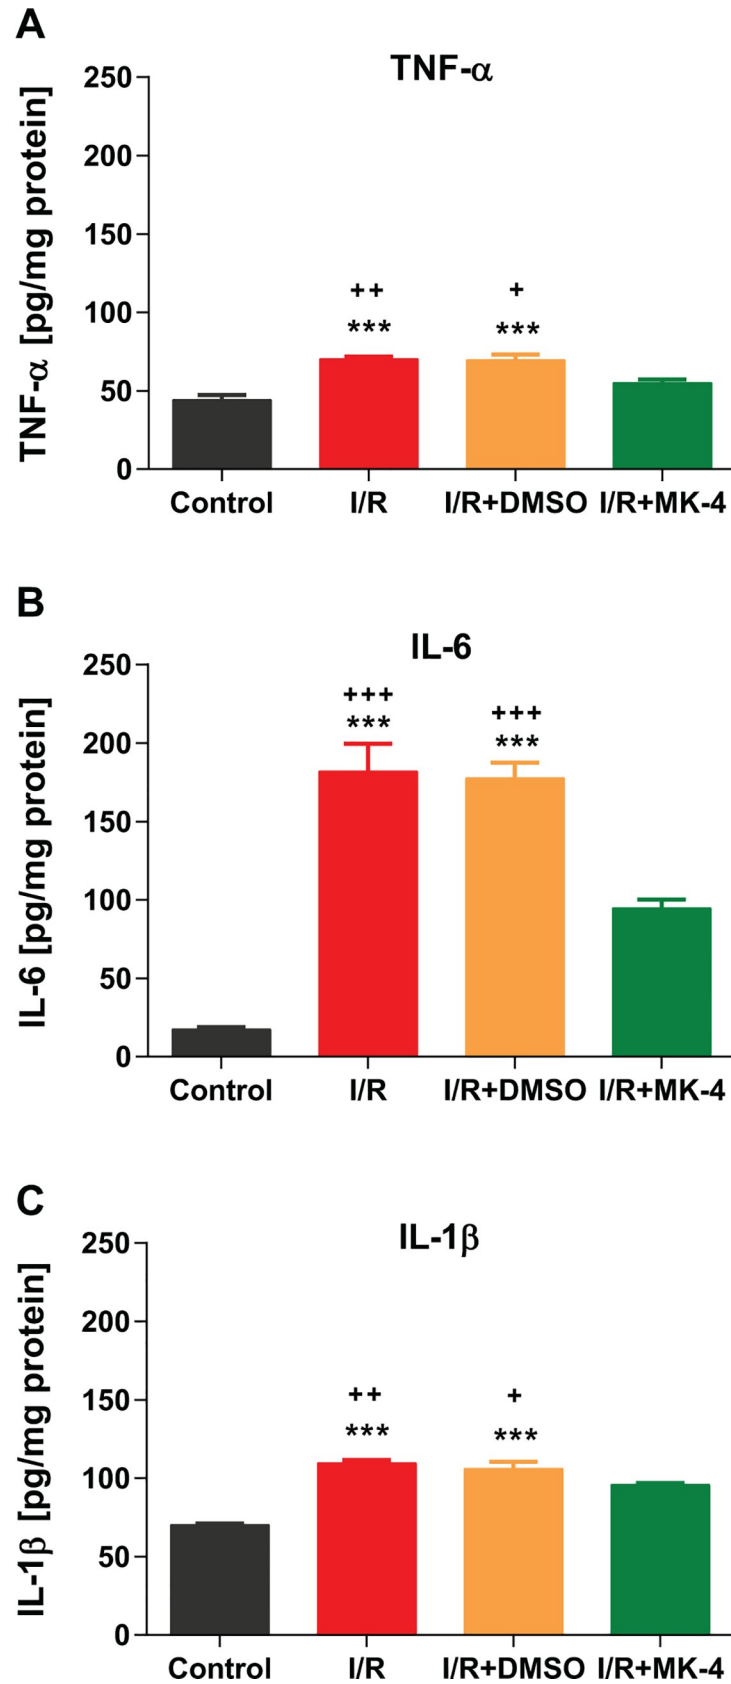 A
TNF-α
TNF-α [pg/mg protein]
250
200
150
100
50
0
++
***
+
***
Control
I/R
I/R+DMSO
I/R+MK-4
B
IL-6
IL-6 [pg/mg protein]
250
200
150
100
50
0
+++
***
+++
***
Control
I/R
I/R+DMSO
I/R+MK-4
C
IL-1β
IL-1β [pg/mg protein]
250
200
150
100
50
0
++
***
+
***
Control
I/R
I/R+DMSO
I/R+MK-4